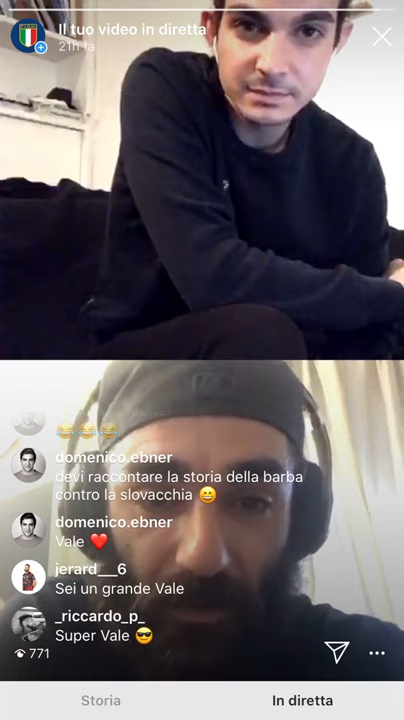 Il tuo video in diretta
21h fa
😂😂😂
domenico.ebner
devi raccontare la storia della barba
contro la slovacchia 😄
domenico.ebner
Vale ❤️
jerard___6
Sei un grande Vale
_riccardo_p_
Super Vale 😎
771
Storia
In diretta